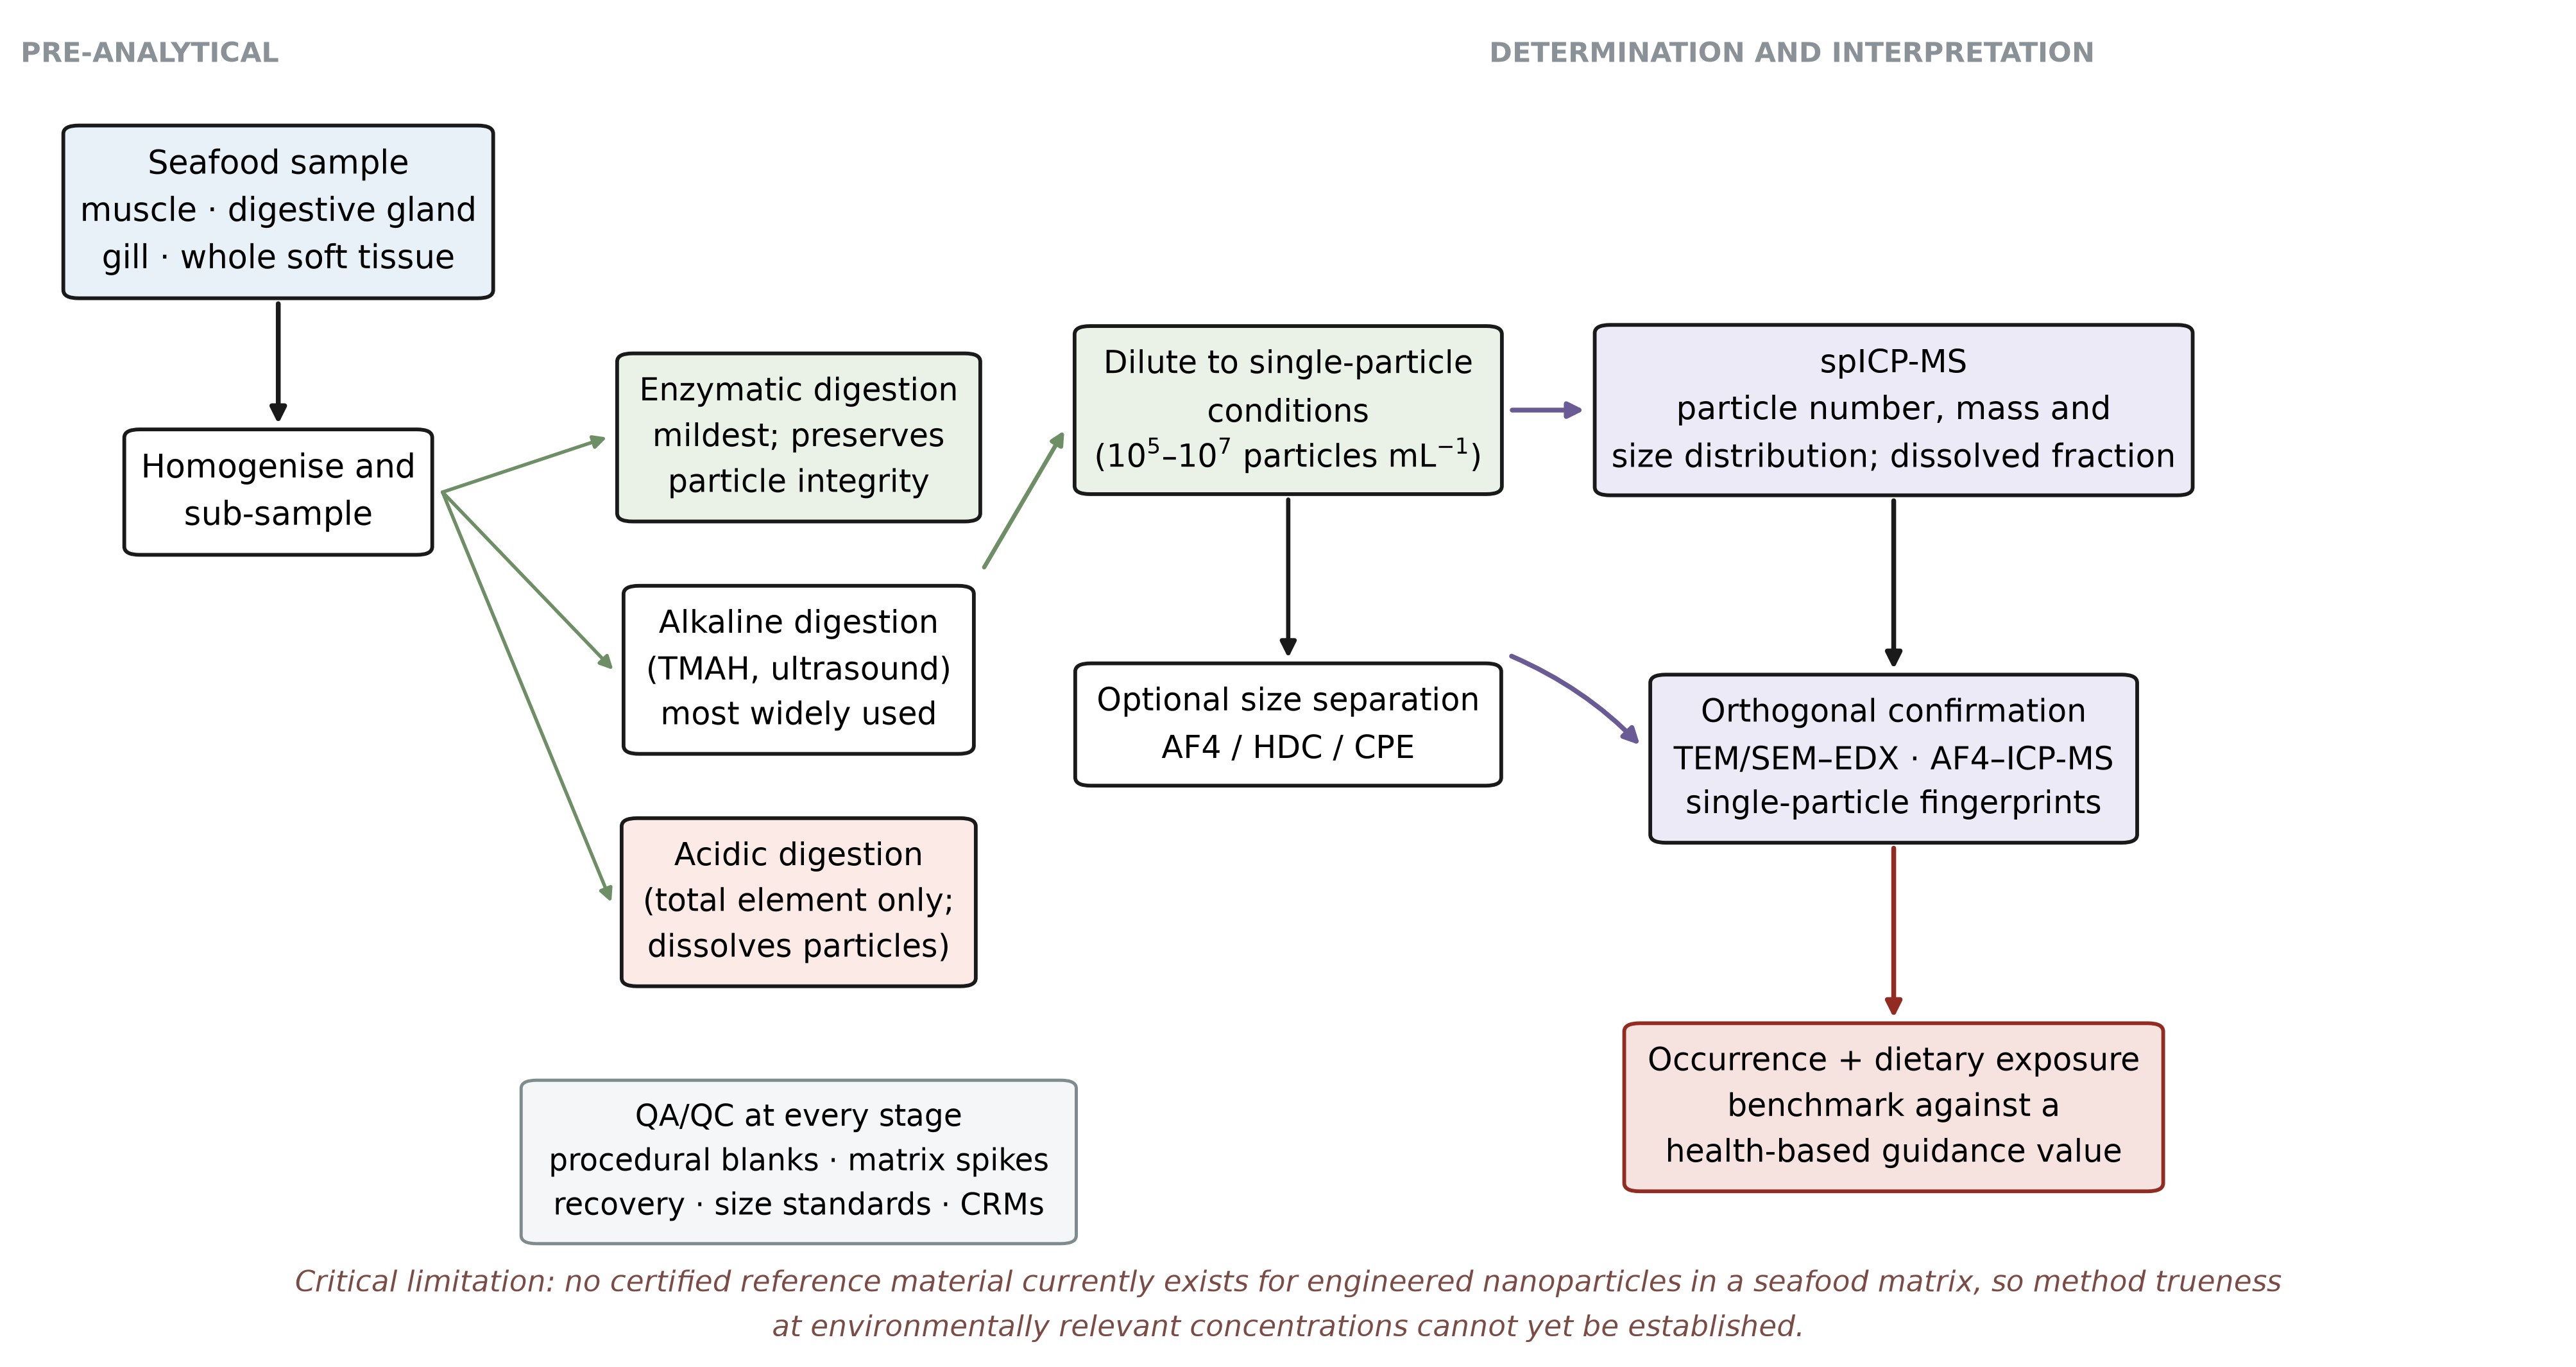 PRE-ANALYTICAL
DETERMINATION AND INTERPRETATION
Seafood sample
muscle · digestive gland
gill · whole soft tissue
Homogenise and
sub-sample
Enzymatic digestion
mildest; preserves
particle integrity
Alkaline digestion
(TMAH, ultrasound)
most widely used
Acidic digestion
(total element only;
dissolves particles)
Dilute to single-particle
conditions
(10⁵–10⁷ particles mL⁻¹)
Optional size separation
AF4 / HDC / CPE
spICP-MS
particle number, mass and
size distribution; dissolved fraction
Orthogonal confirmation
TEM/SEM–EDX · AF4–ICP-MS
single-particle fingerprints
Occurrence + dietary exposure
benchmark against a
health-based guidance value
QA/QC at every stage
procedural blanks · matrix spikes
recovery · size standards · CRMs
Critical limitation: no certified reference material currently exists for engineered nanoparticles in a seafood matrix, so method trueness
at environmentally relevant concentrations cannot yet be established.